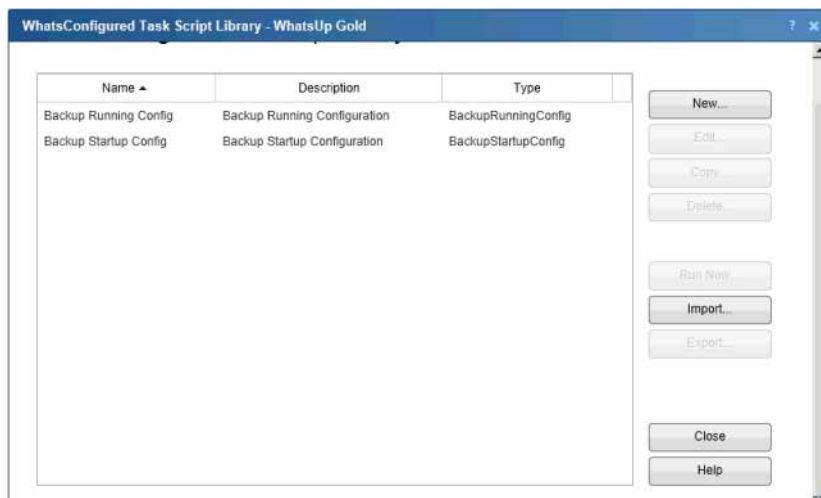 WhatsConfigured Task Script Library - WhatsUp Gold ? ×
Name Description Type
Backup Running Config Backup Running Configuration BackupRunningConfig
Backup Startup Config Backup Startup Configuration BackupStartupConfig
New...
Edit...
Copy...
Delete...
Run Now...
Import...
Export...
Close
Help